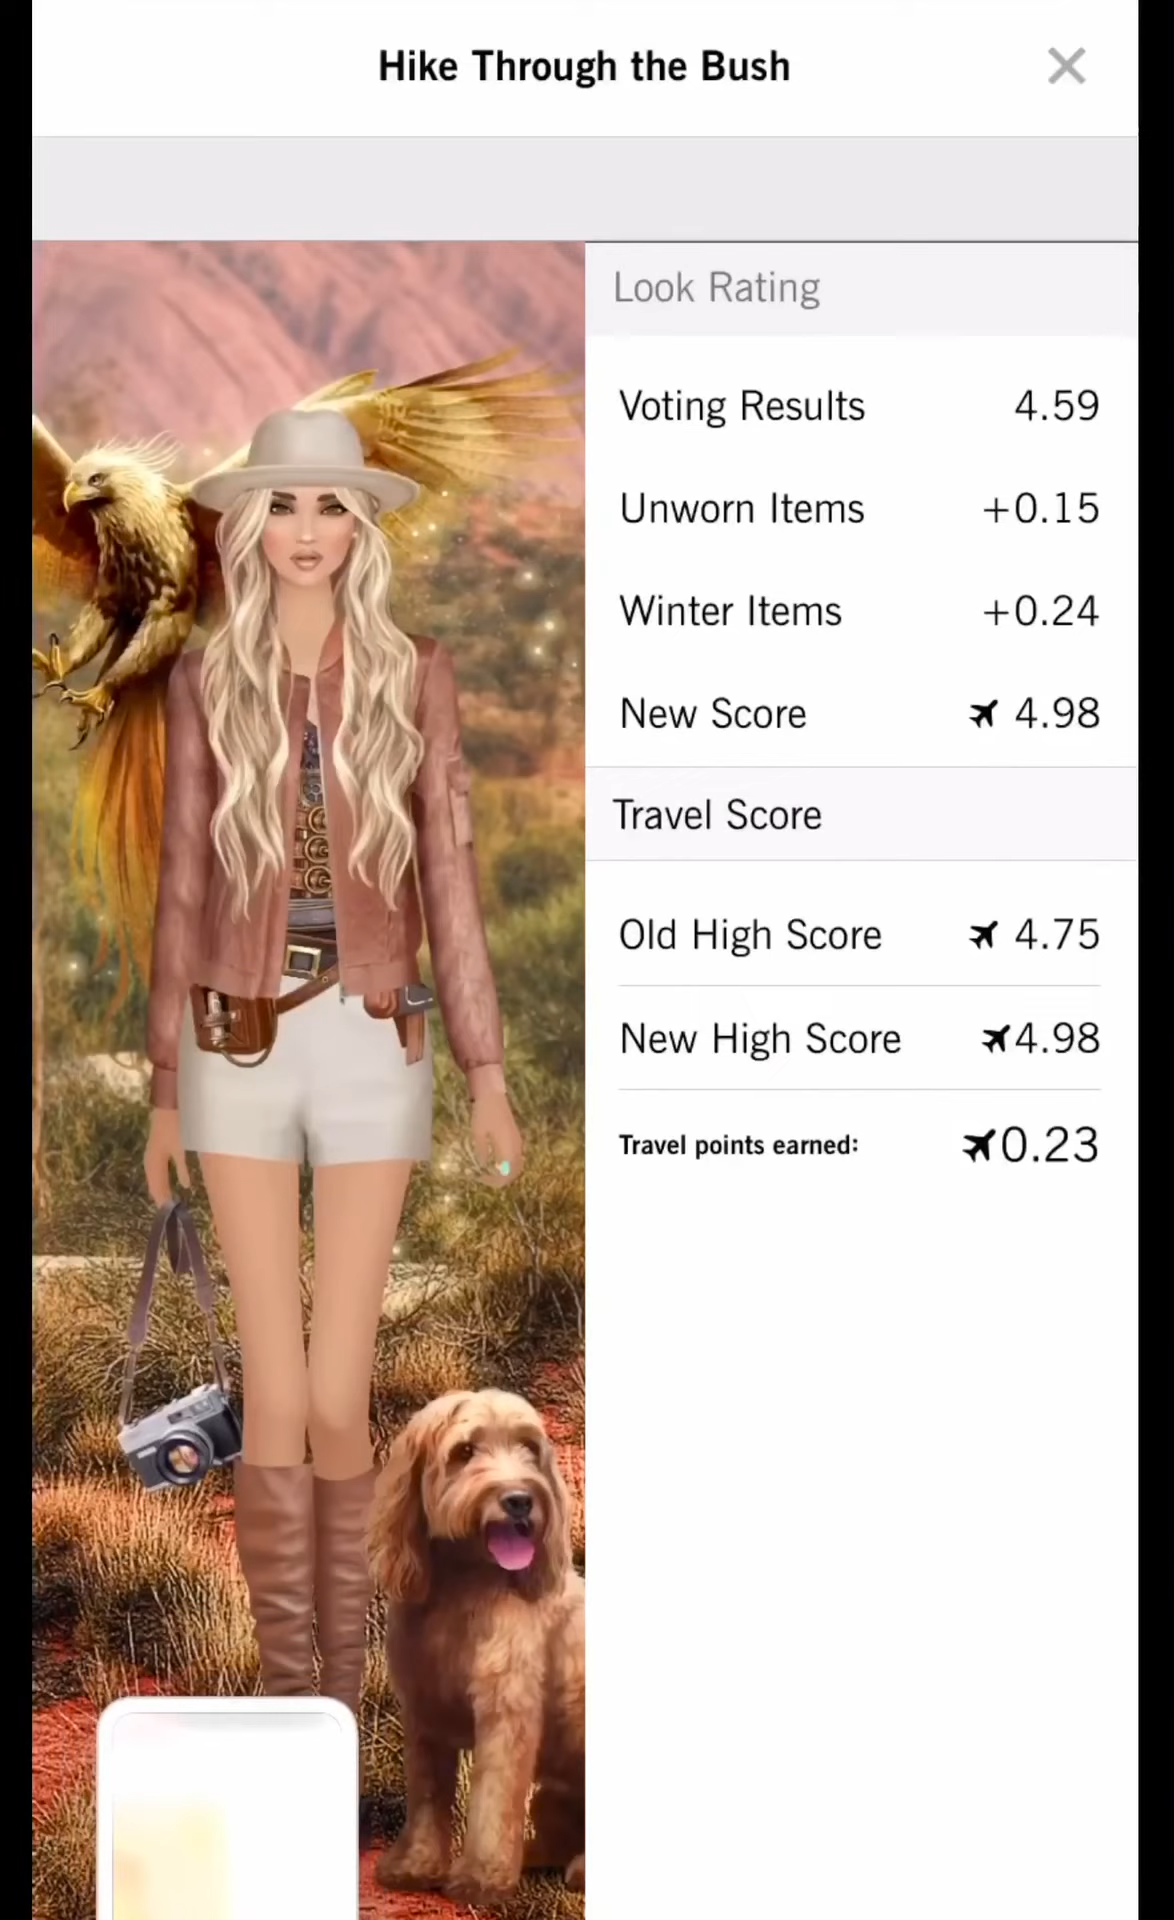 Hike Through the Bush
Look Rating
Voting Results 4.59
Unworn Items +0.15
Winter Items +0.24
New Score 4.98
Travel Score
Old High Score 4.75
New High Score 4.98
Travel points earned: 0.23